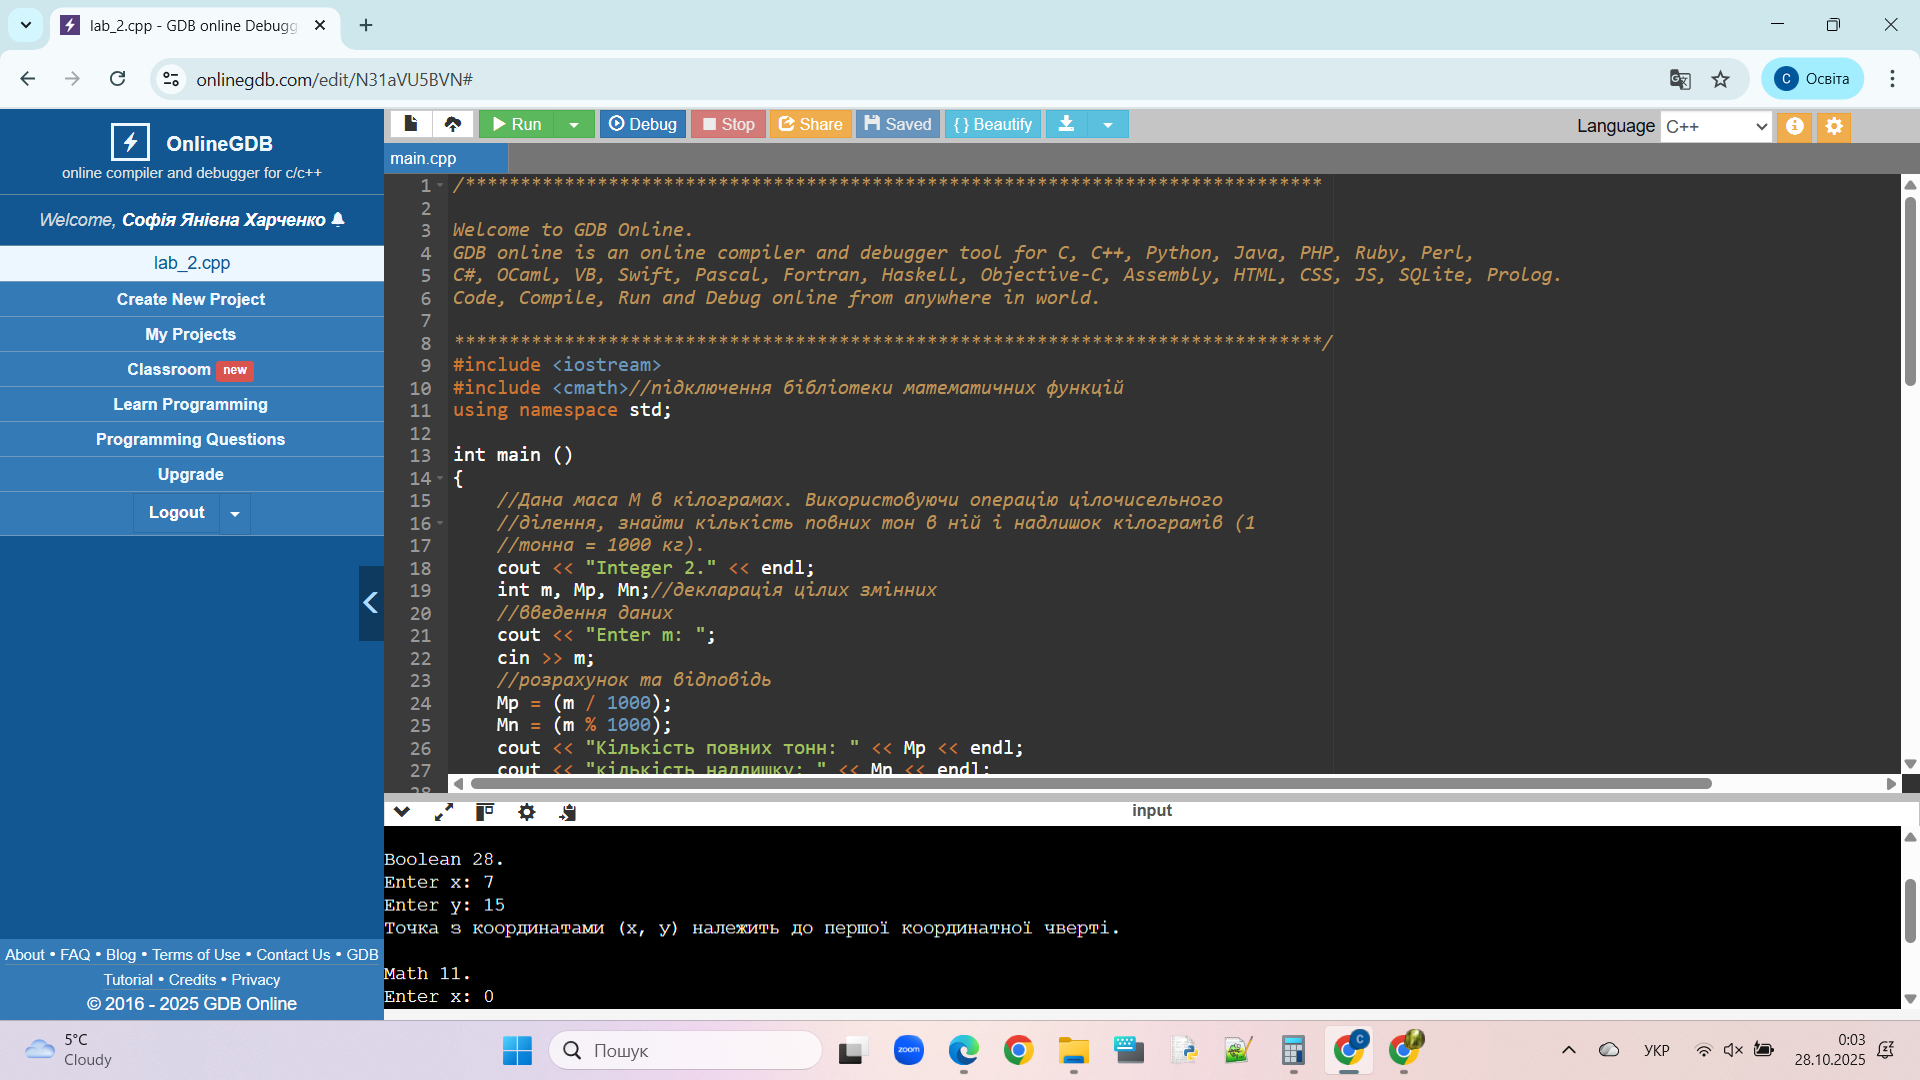 lab_2.cpp - GDB online Debugg
onlinegdb.com/edit/N31aVU5BVN#
С Освіта
OnlineGDB
online compiler and debugger for c/c++
Welcome, Софія Янівна Харченко
lab_2.cpp
Create New Project
My Projects
Classroom new
Learn Programming
Programming Questions
Upgrade
Logout
About • FAQ • Blog • Terms of Use • Contact Us • GDB
Tutorial • Credits • Privacy
© 2016 - 2025 GDB Online
Run Debug Stop Share Saved {} Beautify Language C++
main.cpp
1 /******************************************************************************
2
3 Welcome to GDB Online.
4 GDB online is an online compiler and debugger tool for C, C++, Python, Java, PHP, Ruby, Perl,
5 C#, OCaml, VB, Swift, Pascal, Fortran, Haskell, Objective-C, Assembly, HTML, CSS, JS, SQLite, Prolog.
6 Code, Compile, Run and Debug online from anywhere in world.
7
8 *******************************************************************************/
9 #include <iostream>
10 #include <cmath>//підключення бібліотеки математичних функцій
11 using namespace std;
12
13 int main ()
14 {
15 //Дана маса М в кілограмах. Використовуючи операцію цілочисельного
16 //ділення, знайти кількість повних тон в ній і надлишок кілограмів (1
17 //тонна = 1000 кг).
18 cout << "Integer 2." << endl;
19 int m, Mp, Mn;//декларація цілих змінних
20 //введення даних
21 cout << "Enter m: ";
22 cin >> m;
23 //розрахунок та відповідь
24 Mp = (m / 1000);
25 Mn = (m % 1000);
26 cout << "Кількість повних тонн: " << Mp << endl;
27 cout << "кількість надлишку: " << Mn << endl;
28
input
Boolean 28.
Enter x: 7
Enter y: 15
Точка з координатами (x, y) належить до першої координатної чверті.
Math 11.
Enter x: 0
5°C
Cloudy
Пошук
zoom
C
УКР
0:03
28.10.2025